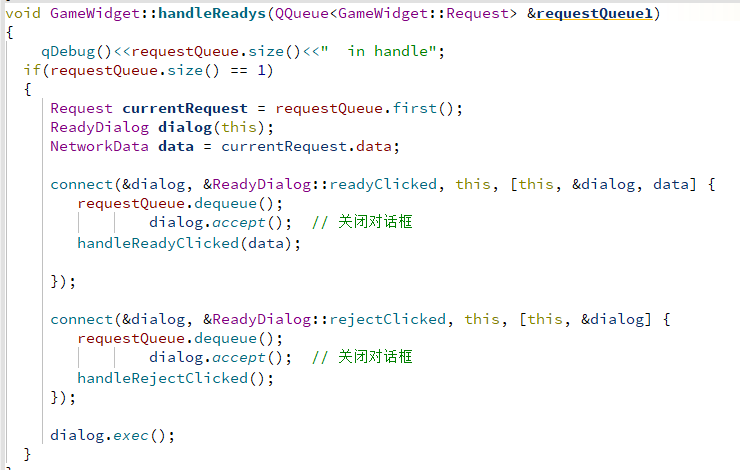 void GameWidget::handleReadys(QQueue<GameWidget::Request> &requestQueue1)
{
qDebug()<<requestQueue.size()<<"  in handle";
if(requestQueue.size() == 1)
{
Request currentRequest = requestQueue.first();
ReadyDialog dialog(this);
NetworkData data = currentRequest.data;
connect(&dialog, &ReadyDialog::readyClicked, this, [this, &dialog, data] {
requestQueue.dequeue();
dialog.accept();  // 关闭对话框
handleReadyClicked(data);
});
connect(&dialog, &ReadyDialog::rejectClicked, this, [this, &dialog] {
requestQueue.dequeue();
dialog.accept();  // 关闭对话框
handleRejectClicked();
});
dialog.exec();
}